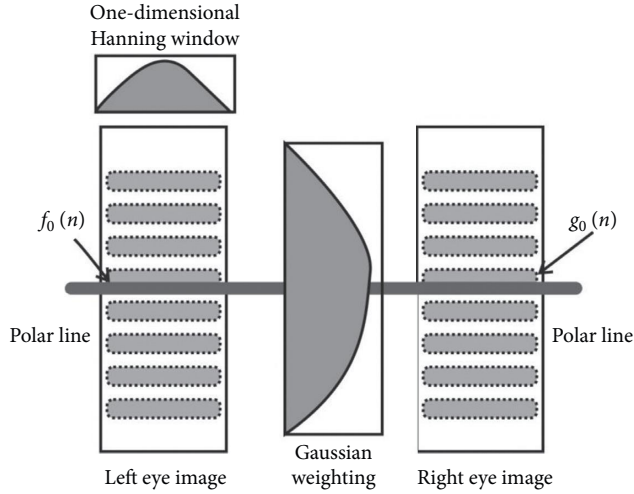 One-dimensional
Hanning window
f₀ (n)
g₀ (n)
Polar line
Polar line
Gaussian
weighting
Left eye image
Right eye image